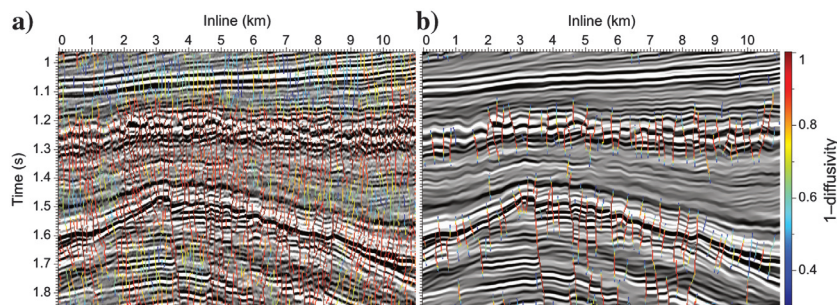 a)
Inline (km)
0 1 2 3 4 5 6 7 8 9 10
Time (s)
1
1.1
1.2
1.3
1.4
1.5
1.6
1.7
1.8
b)
Inline (km)
0 1 2 3 4 5 6 7 8 9 10
1
0.8
0.6
0.4
1–diffusivity